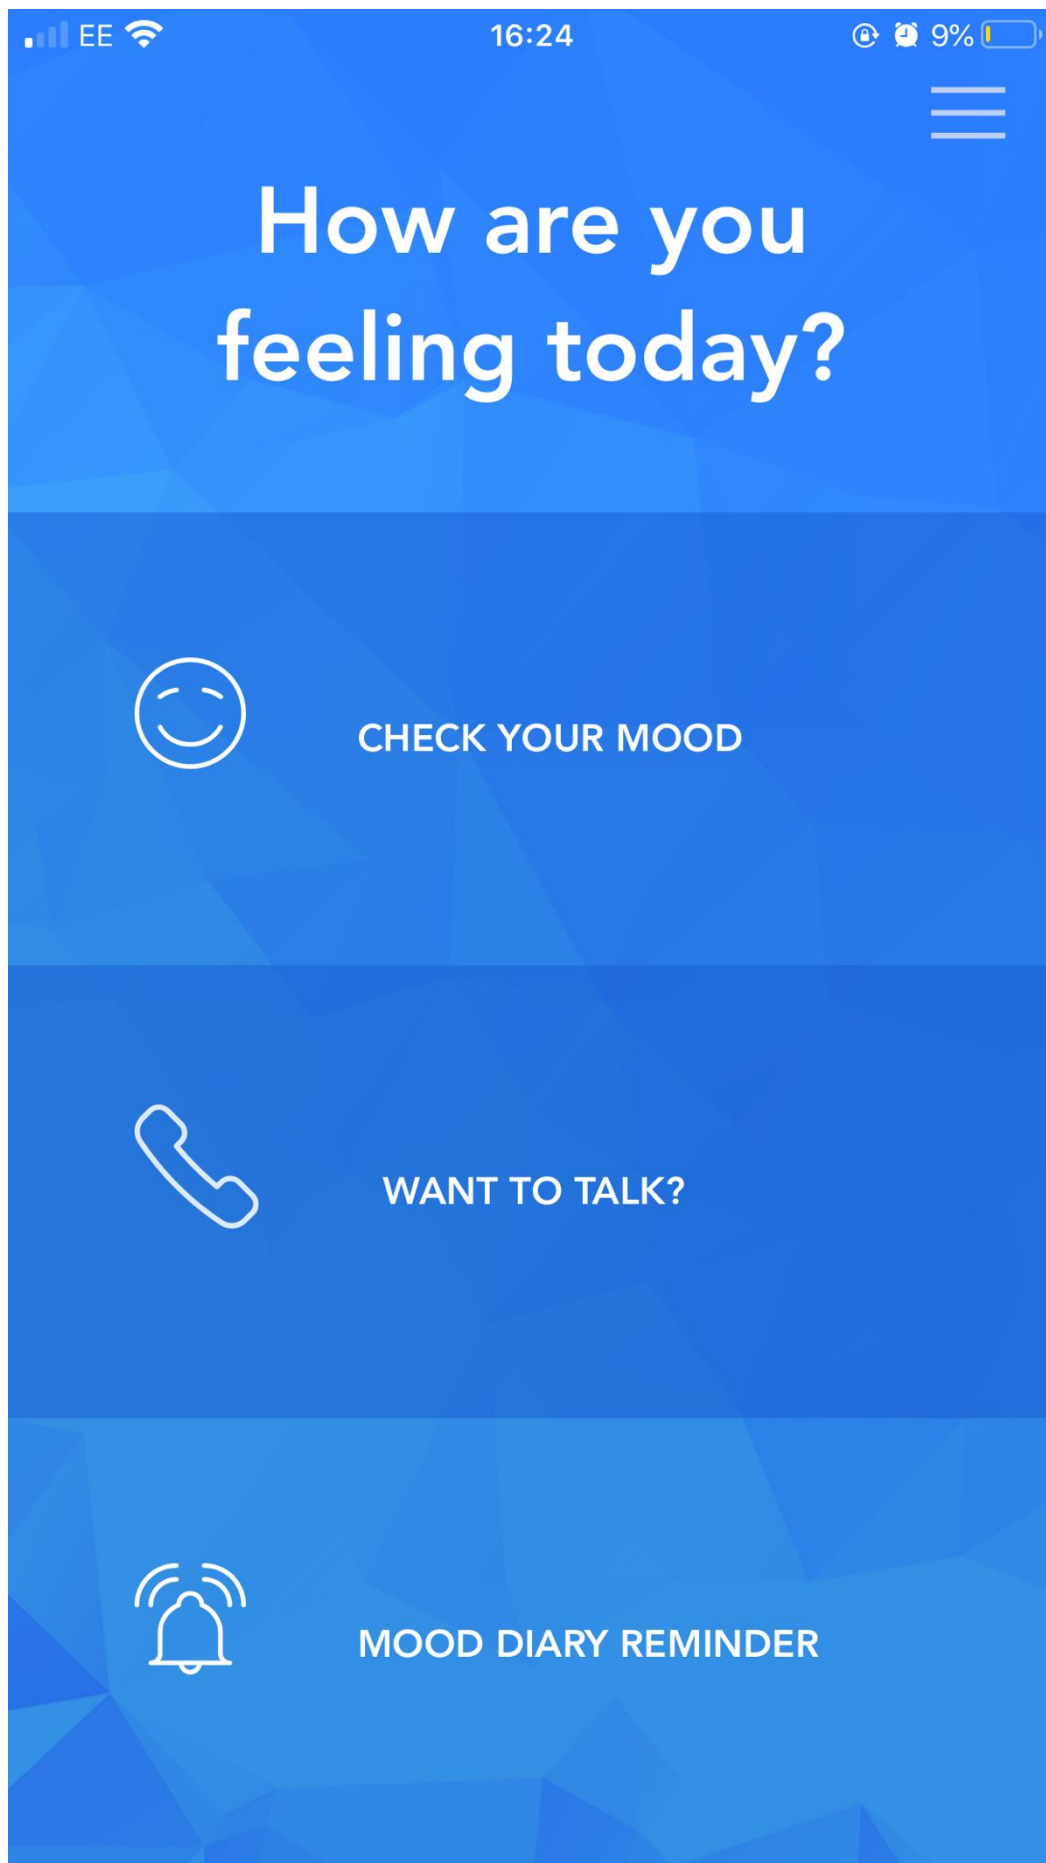 EE 16:24 9%
How are you
feeling today?
CHECK YOUR MOOD
WANT TO TALK?
MOOD DIARY REMINDER